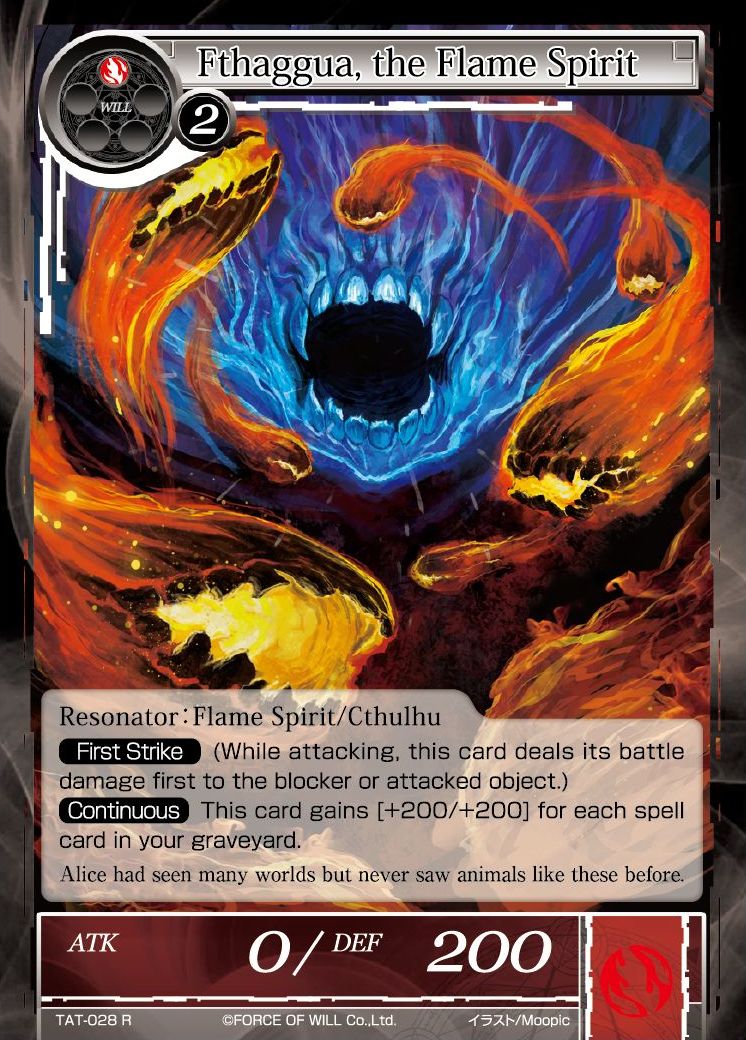 Fthaggua, the Flame Spirit
WILL
2
Resonator:Flame Spirit/Cthulhu
First Strike (While attacking, this card deals its battle
damage first to the blocker or attacked object.)
Continuous This card gains [+200/+200] for each spell
card in your graveyard.
Alice had seen many worlds but never saw animals like these before.
ATK 0/ DEF 200
TAT-028 R ©FORCE OF WILL Co.,Ltd. イラスト/Moopic